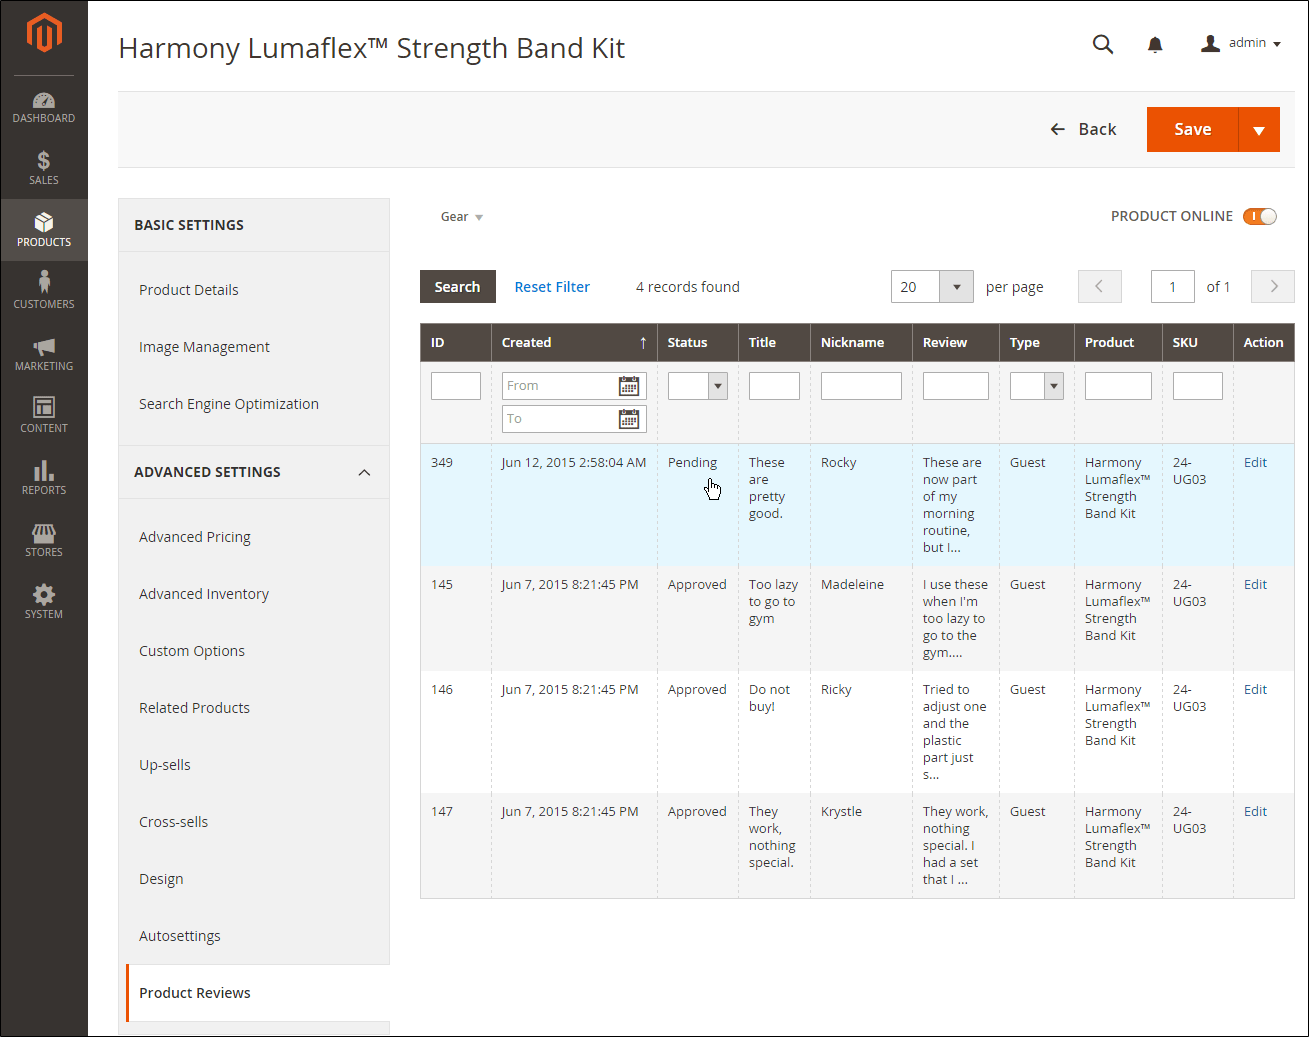 Harmony Lumaflex™ Strength Band Kit
admin
Back
Save
DASHBOARD
SALES
PRODUCTS
CUSTOMERS
MARKETING
CONTENT
REPORTS
STORES
SYSTEM
BASIC SETTINGS
Product Details
Image Management
Search Engine Optimization
ADVANCED SETTINGS
Advanced Pricing
Advanced Inventory
Custom Options
Related Products
Up-sells
Cross-sells
Design
Autosettings
Product Reviews
Gear
PRODUCT ONLINE
Search Reset Filter 4 records found 20 per page 1 of 1
ID Created ↑ Status Title Nickname Review Type Product SKU Action
From
To
349 Jun 12, 2015 2:58:04 AM Pending These Rocky These are Guest Harmony 24- Edit
are now part Lumaflex™ UG03
pretty of my Strength
good. morning Band Kit
routine,
but I...
145 Jun 7, 2015 8:21:45 PM Approved Too lazy Madeleine I use these Guest Harmony 24- Edit
to go to when I'm Lumaflex™ UG03
gym too lazy to Strength
go to the Band Kit
gym....
146 Jun 7, 2015 8:21:45 PM Approved Do not Ricky Tried to Guest Harmony 24- Edit
buy! adjust one Lumaflex™ UG03
and the Strength
plastic Band Kit
part just
s...
147 Jun 7, 2015 8:21:45 PM Approved They Krystle They work, Guest Harmony 24- Edit
work, nothing Lumaflex™ UG03
nothing special. I Strength
special. had a set Band Kit
that I ...